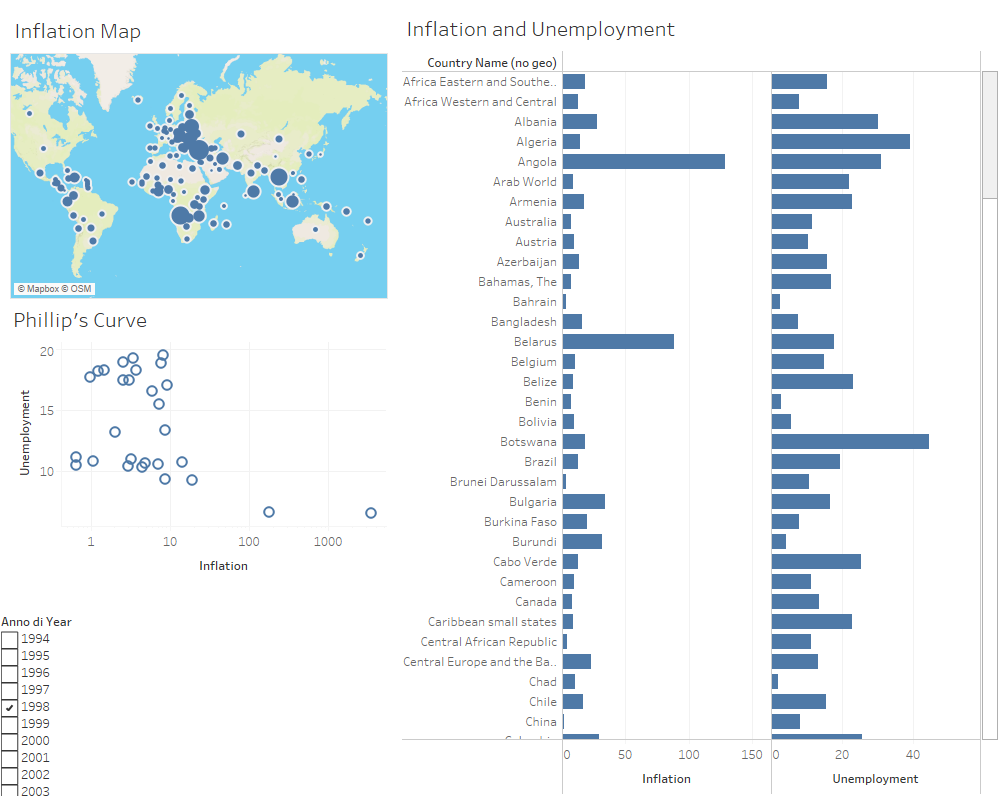 Inflation Map
© Mapbox © OSM
Phillip's Curve
Unemployment
20
15
10
1 10 100 1000
Inflation
Anno di Year
1994
1995
1996
1997
1998
1999
2000
2001
2002
2003
Inflation and Unemployment
Country Name (no geo)
Africa Eastern and Southe..
Africa Western and Central
Albania
Algeria
Angola
Arab World
Armenia
Australia
Austria
Azerbaijan
Bahamas, The
Bahrain
Bangladesh
Belarus
Belgium
Belize
Benin
Bolivia
Botswana
Brazil
Brunei Darussalam
Bulgaria
Burkina Faso
Burundi
Cabo Verde
Cameroon
Canada
Caribbean small states
Central African Republic
Central Europe and the Ba..
Chad
Chile
China
0 50 100 150 0 20 40
Inflation Unemployment